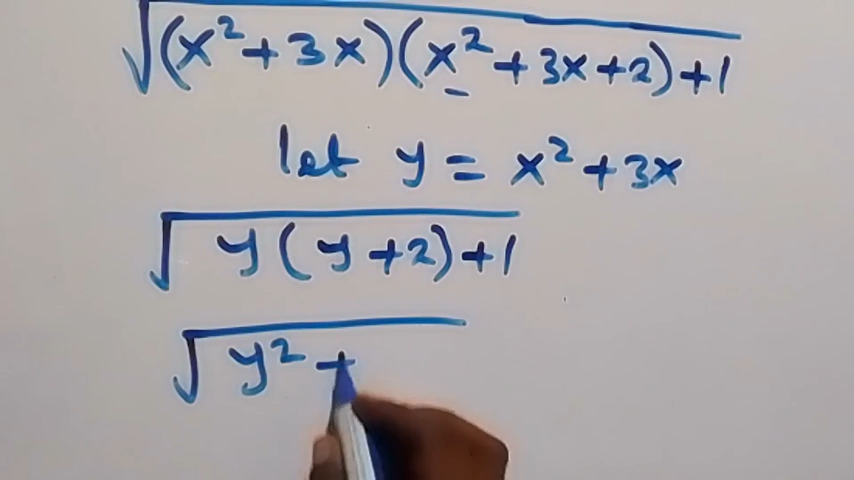 √(x²+3x)(x²+3x+2)+1
let y = x²+3x
√y(y+2)+1
√y² +